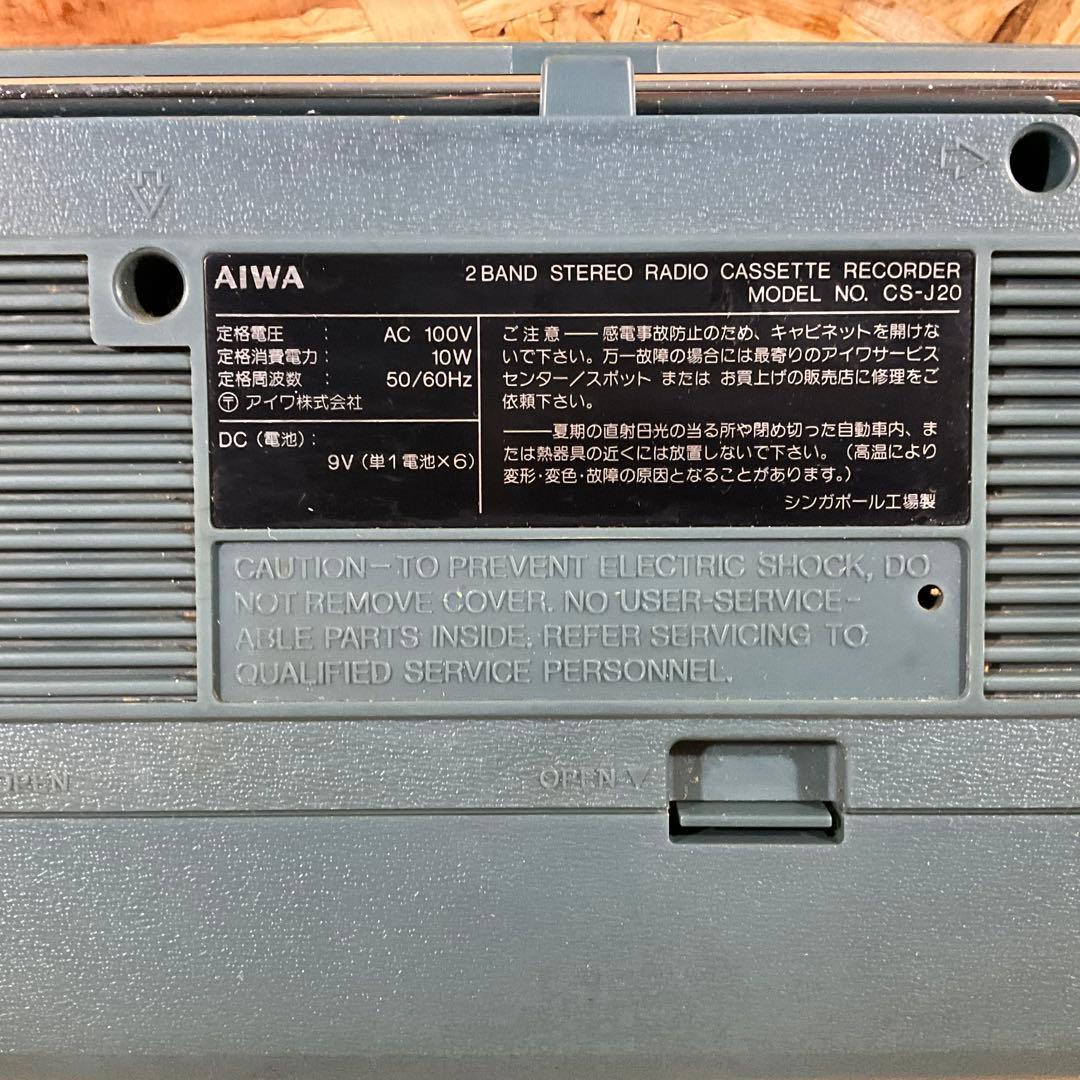 AIWA
2 BAND STEREO RADIO CASSETTE RECORDER
MODEL NO. CS-J20
定格電圧 : AC 100V
定格消費電力: 10W
定格周波数 : 50/60Hz
〒 アイワ株式会社
DC (電池):
9V (単1電池×6)
ご注意――感電事故防止のため、キャビネットを開けな
いで下さい。万一故障の場合には最寄りのアイワサービス
センター/スポット または お買上げの販売店に修理をご
依頼下さい。
――夏期の直射日光の当る所や閉め切った自動車内、ま
たは熱器具の近くには放置しないで下さい。(高温により
変形·変色·故障の原因となることがあります。)
シンガポール工場製
CAUTION – TO PREVENT ELECTRIC SHOCK, DO
NOT REMOVE COVER. NO USER-SERVICE-
ABLE PARTS INSIDE. REFER SERVICING TO
QUALIFIED SERVICE PERSONNEL.
OPEN
OPEN